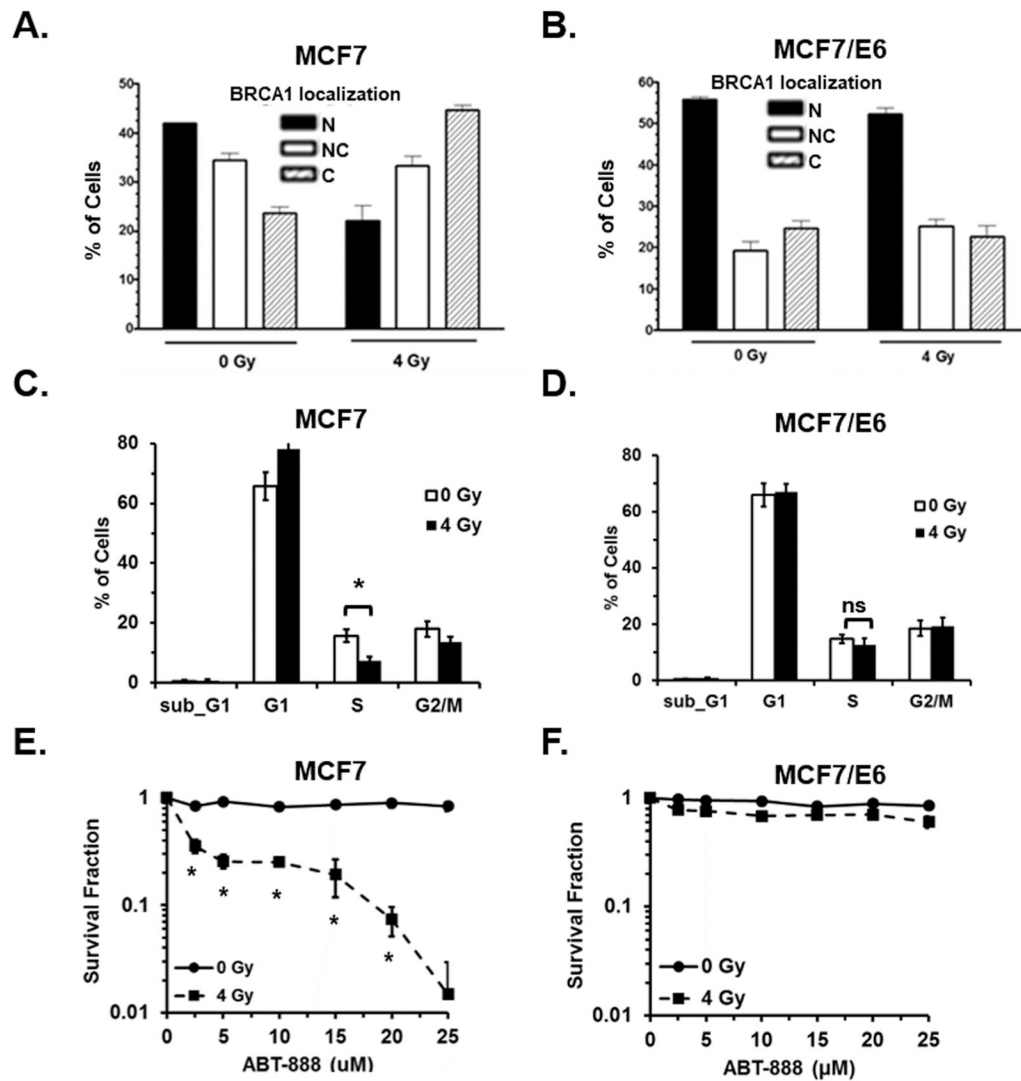 A.
MCF7
BRCA1 localization
N
NC
C
% of Cells
50
40
30
20
10
0
0 Gy
4 Gy
B.
MCF7/E6
BRCA1 localization
N
NC
C
% of Cells
60
50
40
30
20
10
0
0 Gy
4 Gy
C.
MCF7
% of Cells
80
60
40
20
0
0 Gy
4 Gy
*
sub_G1 G1 S G2/M
D.
MCF7/E6
% of Cells
80
60
40
20
0
0 Gy
4 Gy
ns
sub_G1 G1 S G2/M
E.
MCF7
Survival Fraction
1
0.1
0.01
* * * * *
0 Gy
4 Gy
0 5 10 15 20 25
ABT-888 (uM)
F.
MCF7/E6
Survival Fraction
1
0.1
0.01
0 Gy
4 Gy
0 5 10 15 20 25
ABT-888 (µM)